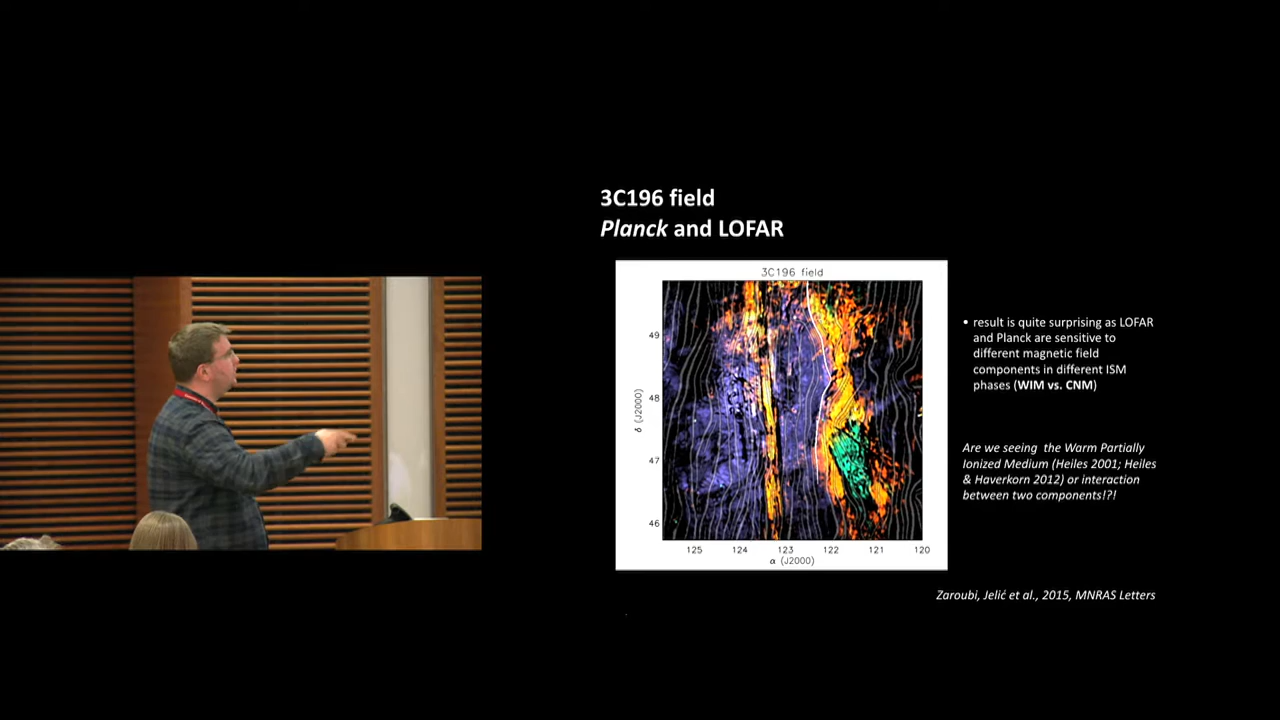 3C196 field
Planck and LOFAR
3C196 field
49
48
47
46
δ (J2000)
125 124 123 122 121 120
α (J2000)
• result is quite surprising as LOFAR
and Planck are sensitive to
different magnetic field
components in different ISM
phases (WIM vs. CNM)
Are we seeing the Warm Partially
Ionized Medium (Heiles 2001; Heiles
& Haverkorn 2012) or interaction
between two components!?!
Zaroubi, Jelić et al., 2015, MNRAS Letters